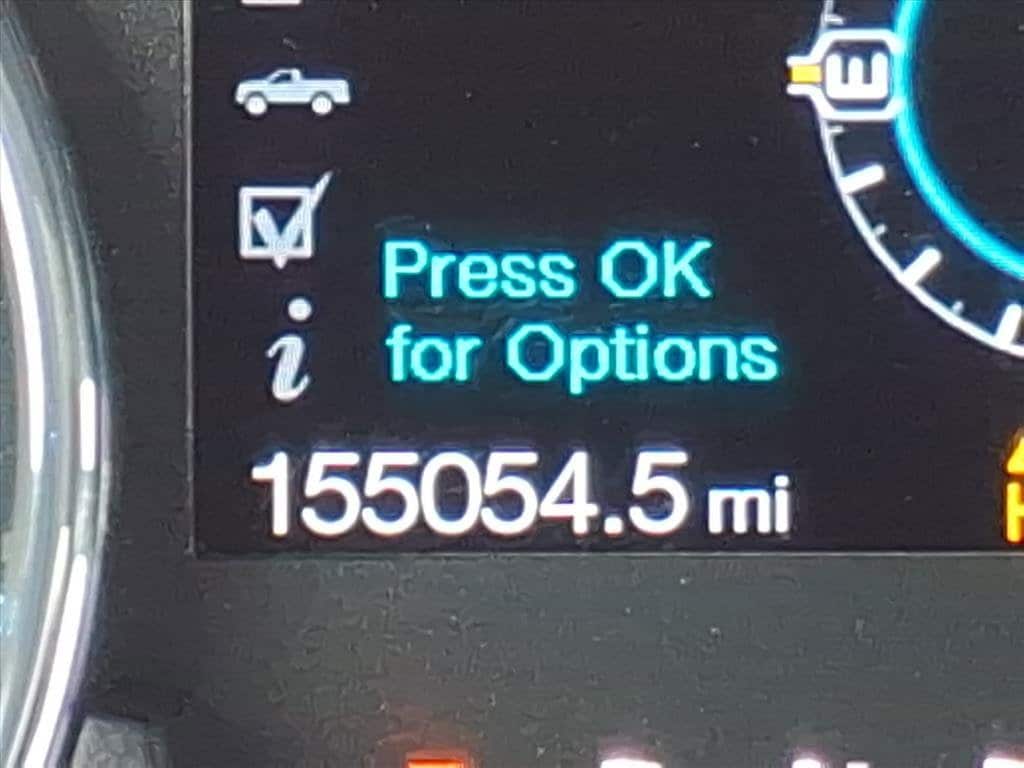 E
Press OK
for Options
i
155054.5 mi
H